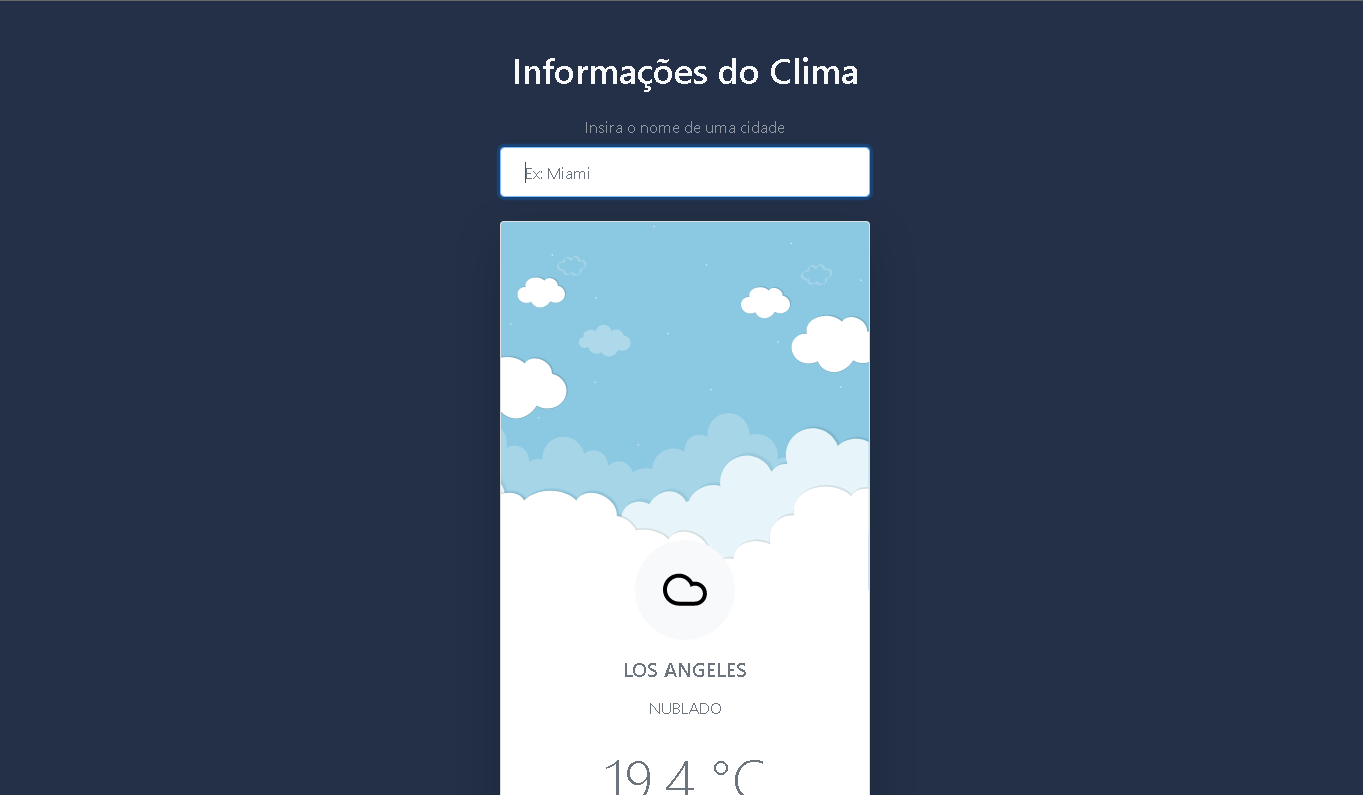 Informações do Clima
Insira o nome de uma cidade
Ex: Miami
LOS ANGELES
NUBLADO
19.4 °C